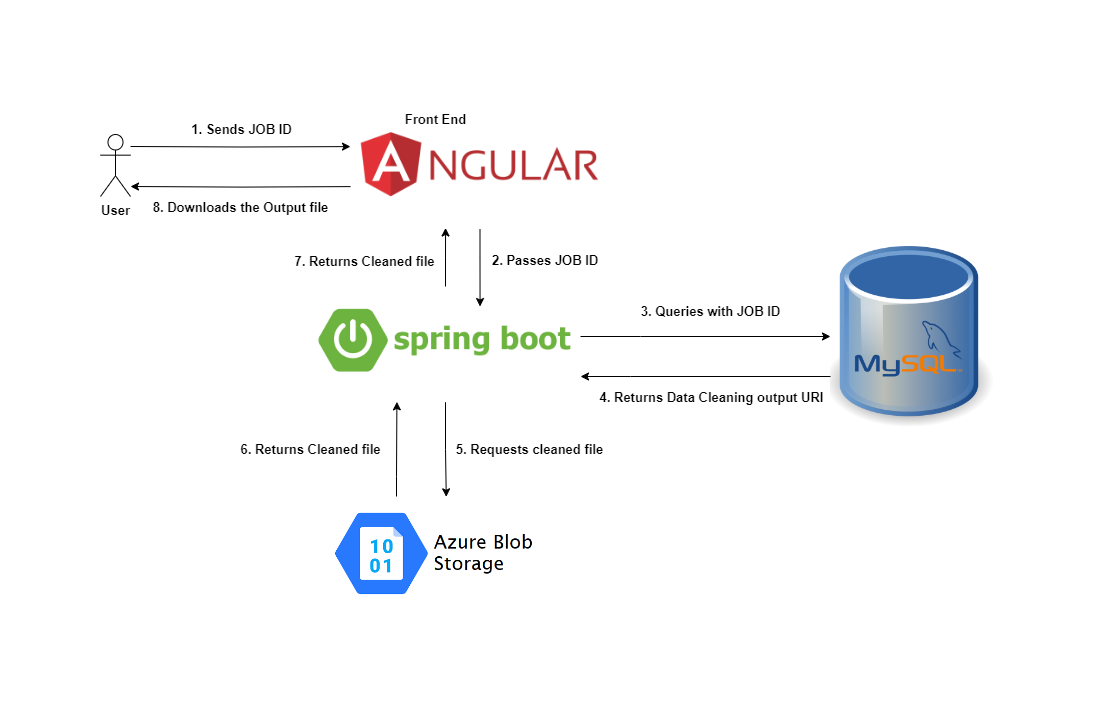 Front End
1. Sends JOB ID
ANGULAR
User
8. Downloads the Output file
7. Returns Cleaned file
2. Passes JOB ID
3. Queries with JOB ID
spring boot
MySQL
4. Returns Data Cleaning output URI
6. Returns Cleaned file
5. Requests cleaned file
10
01
Azure Blob
Storage